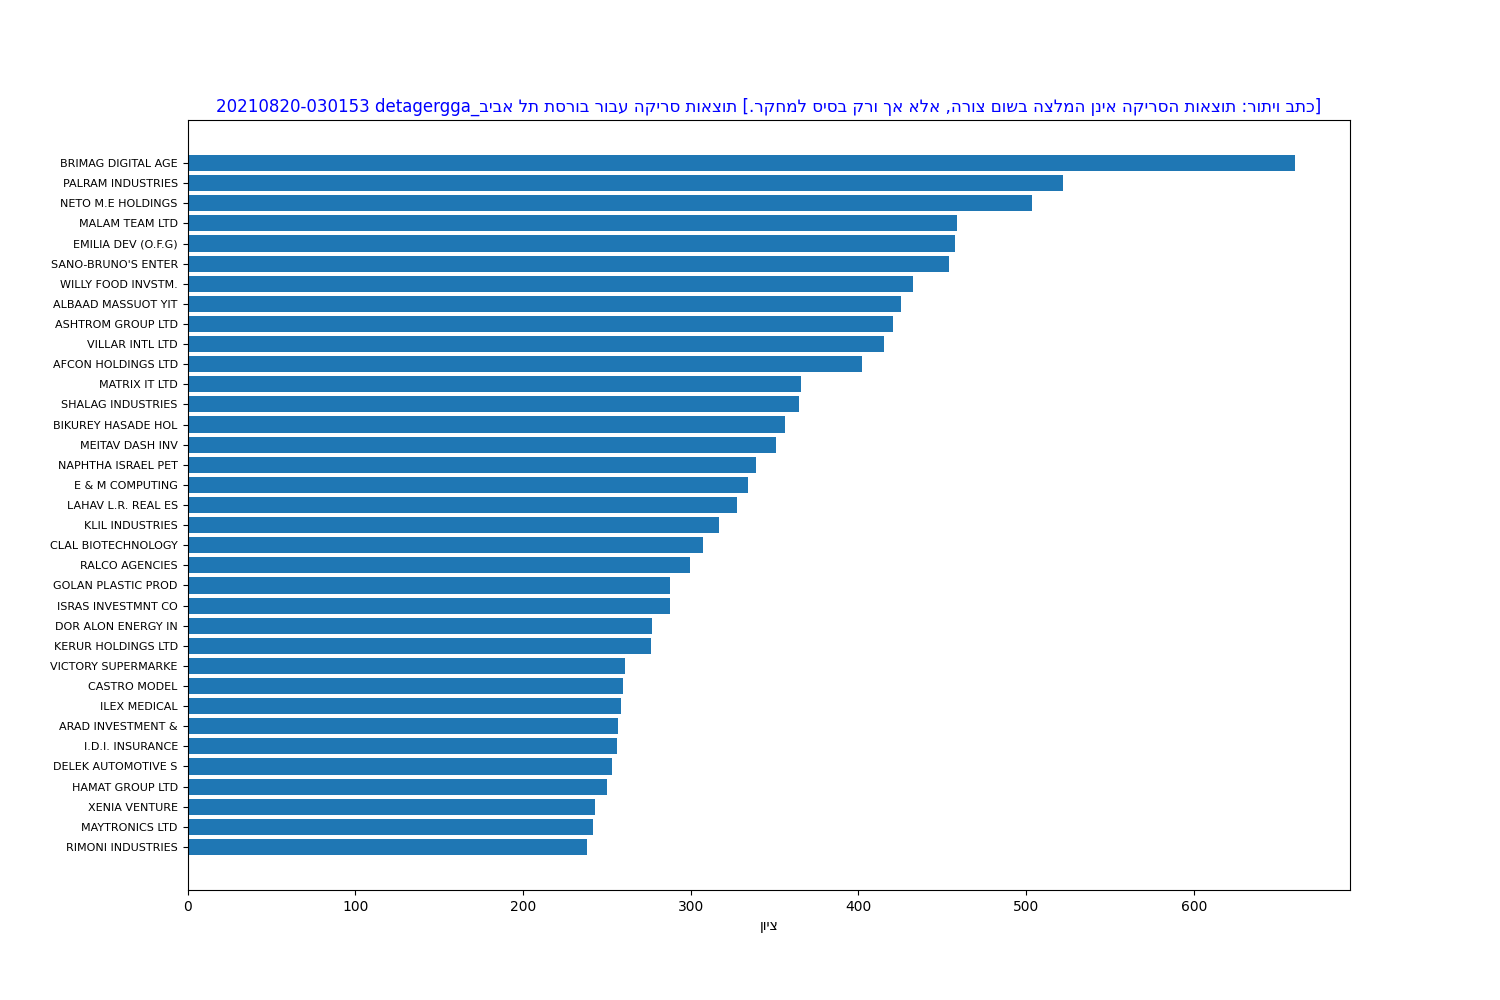 [כתב ויתור: תוצאות הסריקה אינן המלצה בשום צורה, אלא אך ורק בסיס למחקר.] תוצאות סריקה עבור בורסת תל אביב_detagergga 20210820-030153
BRIMAG DIGITAL AGE
PALRAM INDUSTRIES
NETO M.E HOLDINGS
MALAM TEAM LTD
EMILIA DEV (O.F.G)
SANO-BRUNO'S ENTER
WILLY FOOD INVSTM.
ALBAAD MASSUOT YIT
ASHTROM GROUP LTD
VILLAR INTL LTD
AFCON HOLDINGS LTD
MATRIX IT LTD
SHALAG INDUSTRIES
BIKUREY HASADE HOL
MEITAV DASH INV
NAPHTHA ISRAEL PET
E & M COMPUTING
LAHAV L.R. REAL ES
KLIL INDUSTRIES
CLAL BIOTECHNOLOGY
RALCO AGENCIES
GOLAN PLASTIC PROD
ISRAS INVESTMNT CO
DOR ALON ENERGY IN
KERUR HOLDINGS LTD
VICTORY SUPERMARKE
CASTRO MODEL
ILEX MEDICAL
ARAD INVESTMENT &
I.D.I. INSURANCE
DELEK AUTOMOTIVE S
HAMAT GROUP LTD
XENIA VENTURE
MAYTRONICS LTD
RIMONI INDUSTRIES
0 100 200 300 400 500 600
ציון